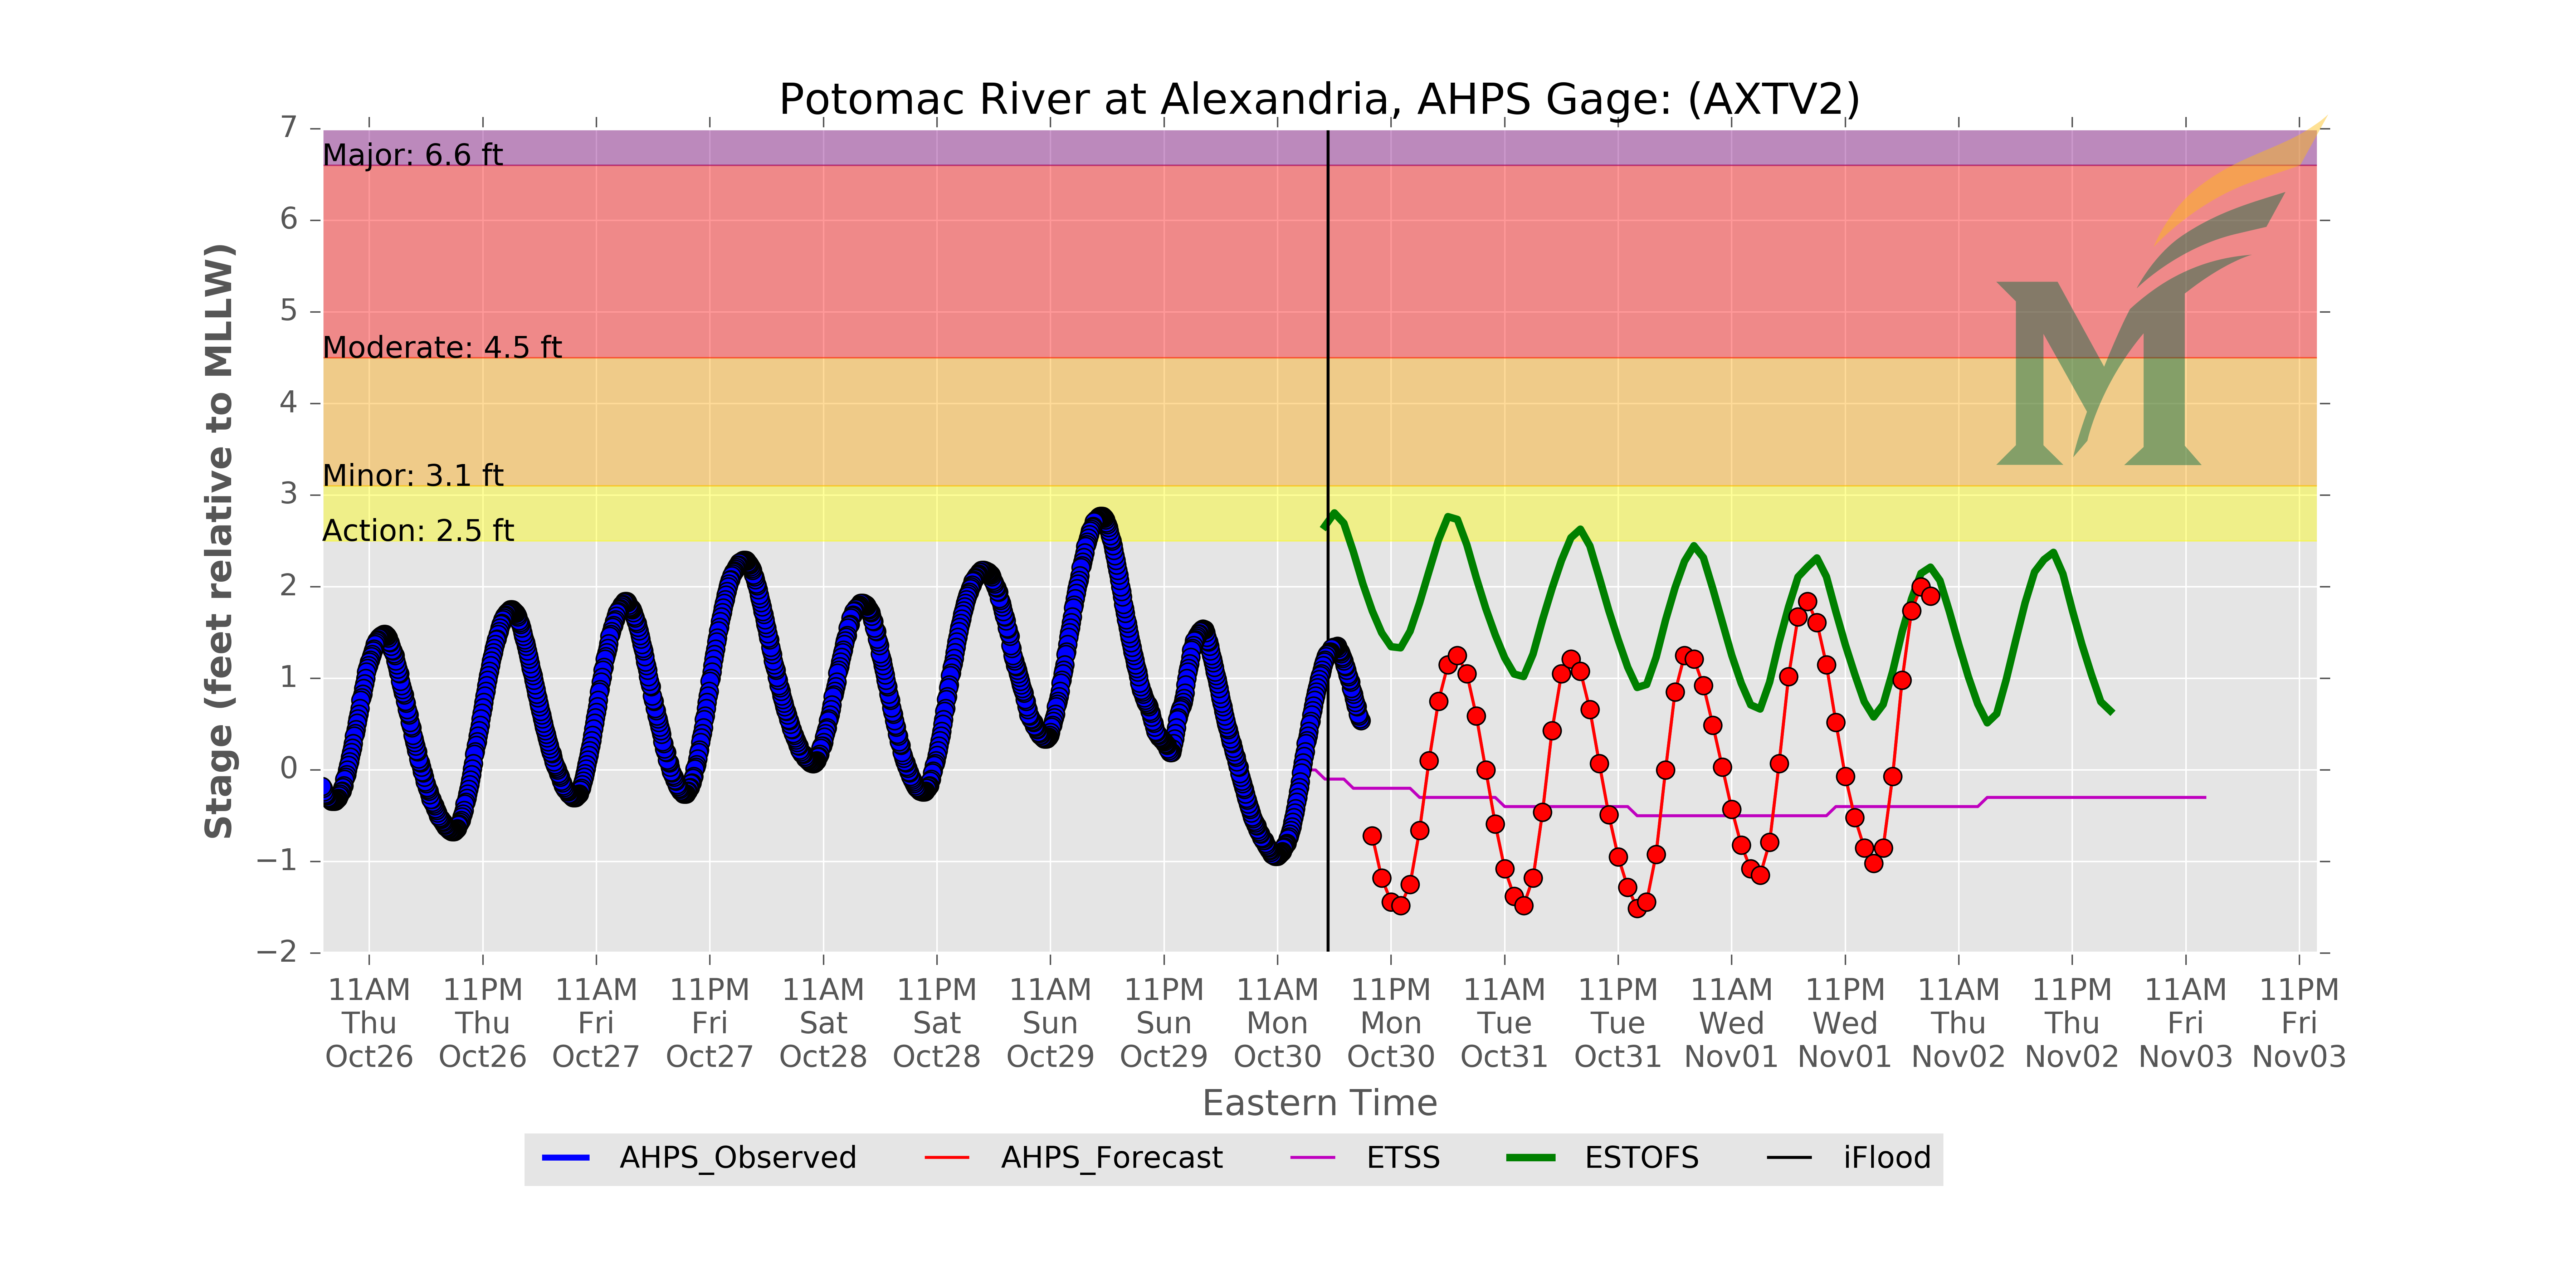 Potomac River at Alexandria, AHPS Gage: (AXTV2)
Stage (feet relative to MLLW)
7
6
5
4
3
2
1
0
−1
−2
Major: 6.6 ft
Moderate: 4.5 ft
Minor: 3.1 ft
Action: 2.5 ft
M
11AM 11PM 11AM 11PM 11AM 11PM 11AM 11PM 11AM 11PM 11AM 11PM 11AM 11PM 11AM 11PM 11AM 11PM
Thu Thu Fri Fri Sat Sat Sun Sun Mon Mon Tue Tue Wed Wed Thu Thu Fri Fri
Oct26 Oct26 Oct27 Oct27 Oct28 Oct28 Oct29 Oct29 Oct30 Oct30 Oct31 Oct31 Nov01 Nov01 Nov02 Nov02 Nov03 Nov03
Eastern Time
AHPS_Observed AHPS_Forecast ETSS ESTOFS iFlood